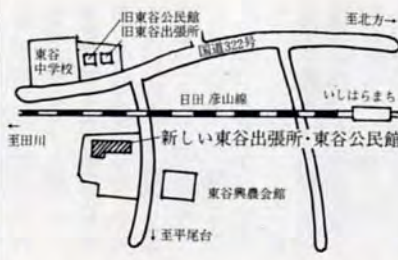 旧東谷公民館
旧東谷出張所
至北方→
東谷
中学校
国道322号
日田彦山線
いしはらまち
←
至田川
新しい東谷出張所・東谷公民館
東谷興農会館
↓至平尾台